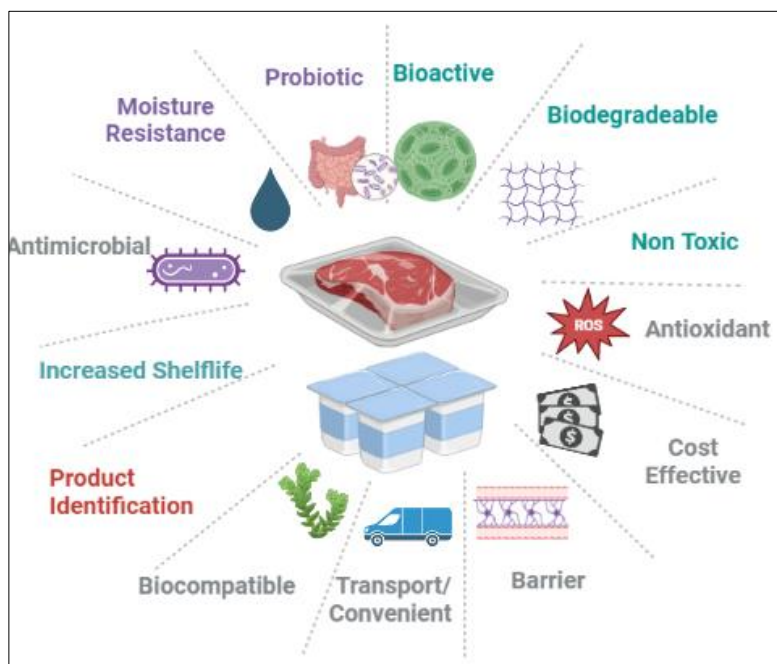 Probiotic
Bioactive
Moisture
Resistance
Biodegradeable
Antimicrobial
Non Toxic
ROS
Antioxidant
Increased Shelflife
Cost
Effective
Product
Identification
Biocompatible
Transport/
Convenient
Barrier
$